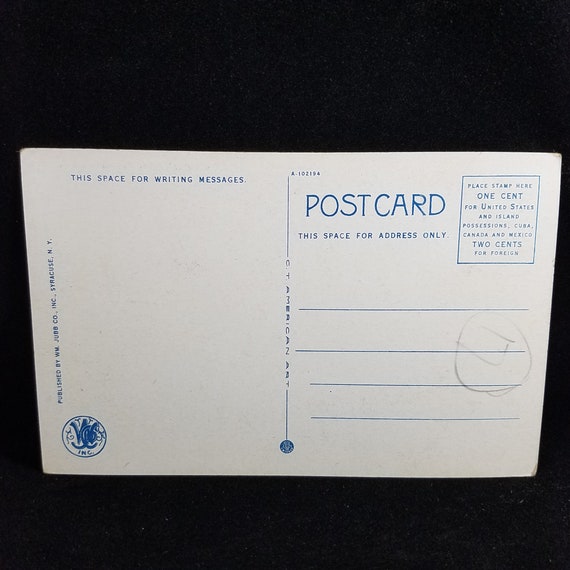 THIS SPACE FOR WRITING MESSAGES.
A-102194
POSTCARD
THIS SPACE FOR ADDRESS ONLY.
PLACE STAMP HERE
ONE CENT
FOR UNITED STATES
AND ISLAND
POSSESSIONS, CUBA,
CANADA AND MEXICO
TWO CENTS
FOR FOREIGN
C. T. AMERICAN ART
PUBLISHED BY WM. JUBB CO., INC., SYRACUSE, N. Y.
INC.